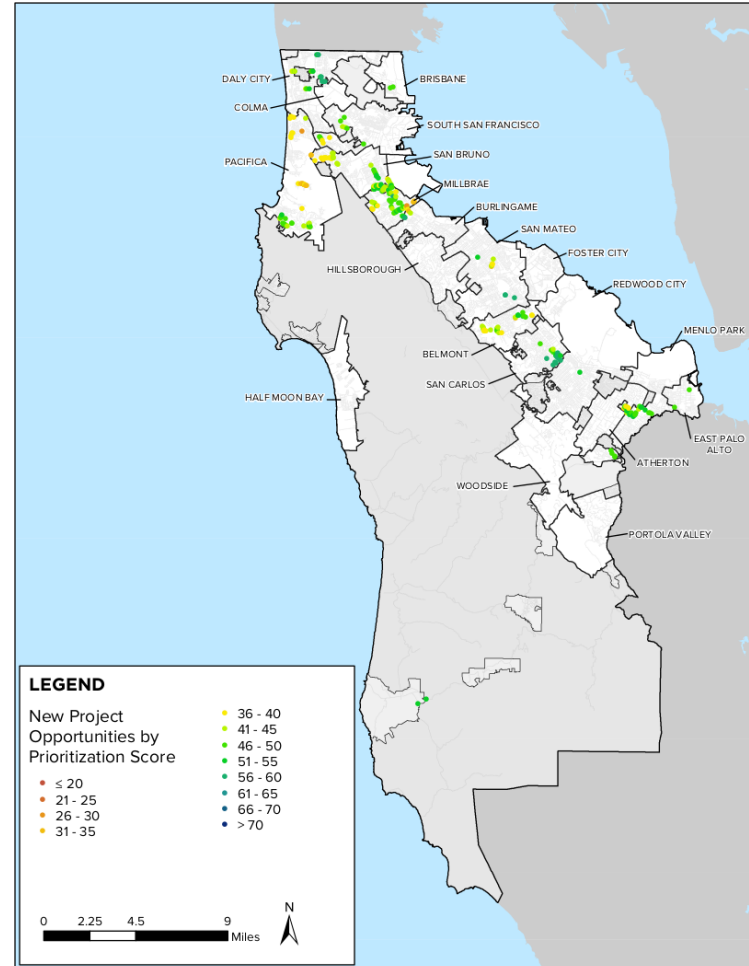 DALY CITY
BRISBANE
COLMA
SOUTH SAN FRANCISCO
SAN BRUNO
PACIFICA
MILLBRAE
BURLINGAME
SAN MATEO
FOSTER CITY
HILLSBOROUGH
REDWOOD CITY
MENLO PARK
BELMONT
SAN CARLOS
HALF MOON BAY
EAST PALO
ALTO
ATHERTON
WOODSIDE
PORTOLA VALLEY
LEGEND
New Project
Opportunities by
Prioritization Score
≤ 20
21 - 25
26 - 30
31 - 35
36 - 40
41 - 45
46 - 50
51 - 55
56 - 60
61 - 65
66 - 70
> 70
N
0 2.25 4.5 9
Miles